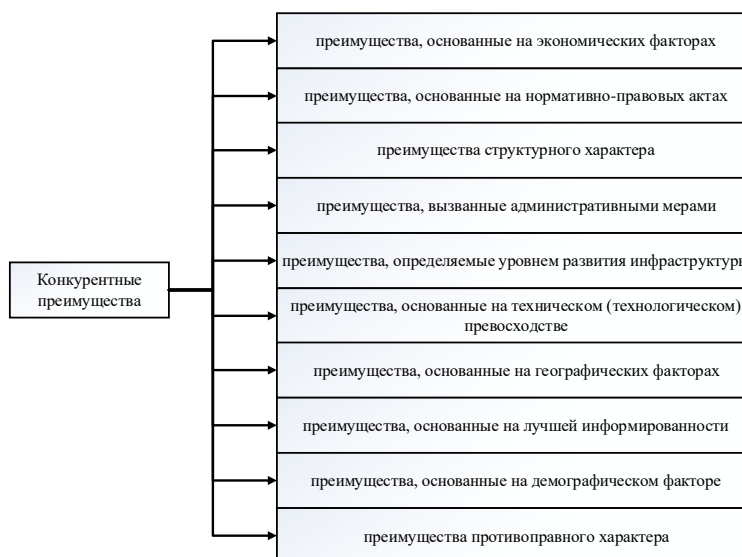 преимущества, основанные на экономических факторах
преимущества, основанные на нормативно-правовых актах
преимущества структурного характера
преимущества, вызванные административными мерами
Конкурентные
преимущества
преимущества, определяемые уровнем развития инфраструктуры
преимущества, основанные на техническом (технологическом)
превосходстве
преимущества, основанные на географических факторах
преимущества, основанные на лучшей информированности
преимущества, основанные на демографическом факторе
преимущества противоправного характера